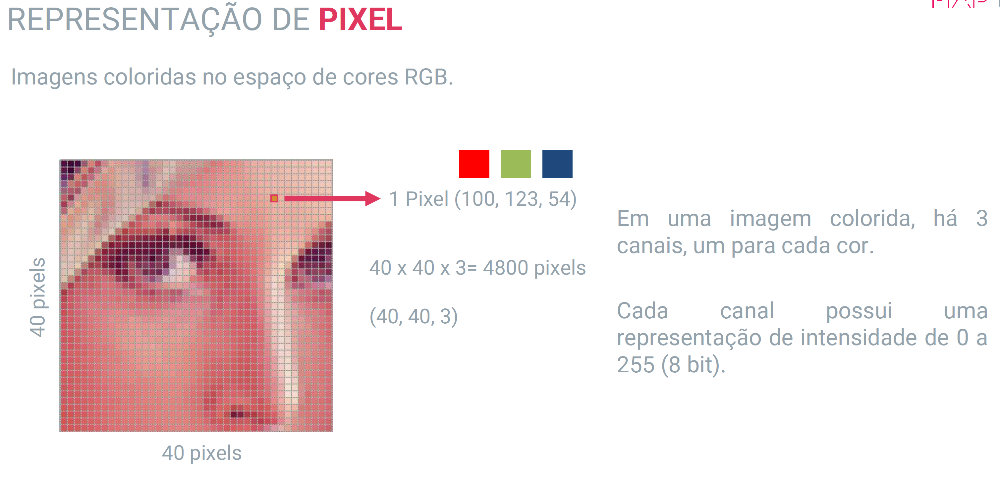 REPRESENTAÇÃO DE PIXEL
Imagens coloridas no espaço de cores RGB.
1 Pixel (100, 123, 54)
40 x 40 x 3= 4800 pixels
(40, 40, 3)
40 pixels
40 pixels
Em uma imagem colorida, há 3
canais, um para cada cor.
Cada canal possui uma
representação de intensidade de 0 a
255 (8 bit).